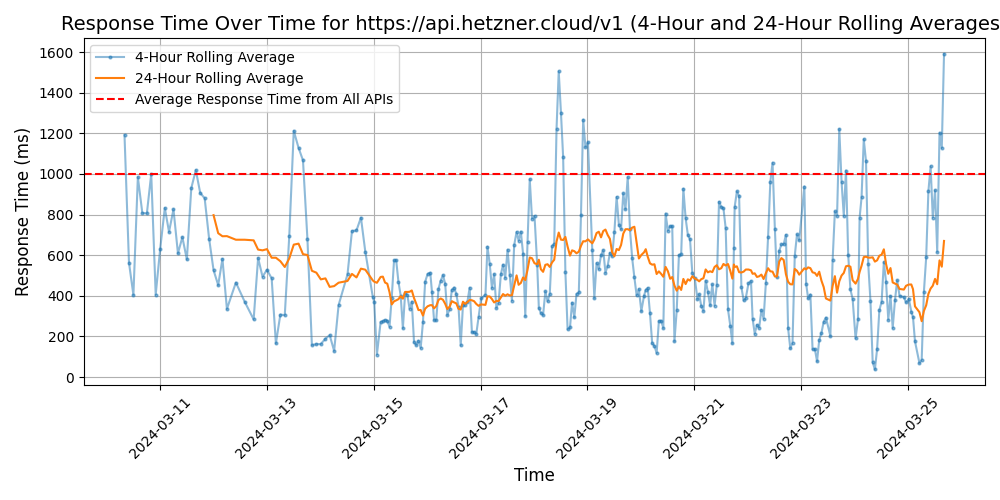 Response Time Over Time for https://api.hetzner.cloud/v1 (4-Hour and 24-Hour Rolling Averages
4-Hour Rolling Average
24-Hour Rolling Average
Average Response Time from All APIs
Response Time (ms)
1600
1400
1200
1000
800
600
400
200
0
2024-03-11
2024-03-13
2024-03-15
2024-03-17
2024-03-19
2024-03-21
2024-03-23
2024-03-25
Time